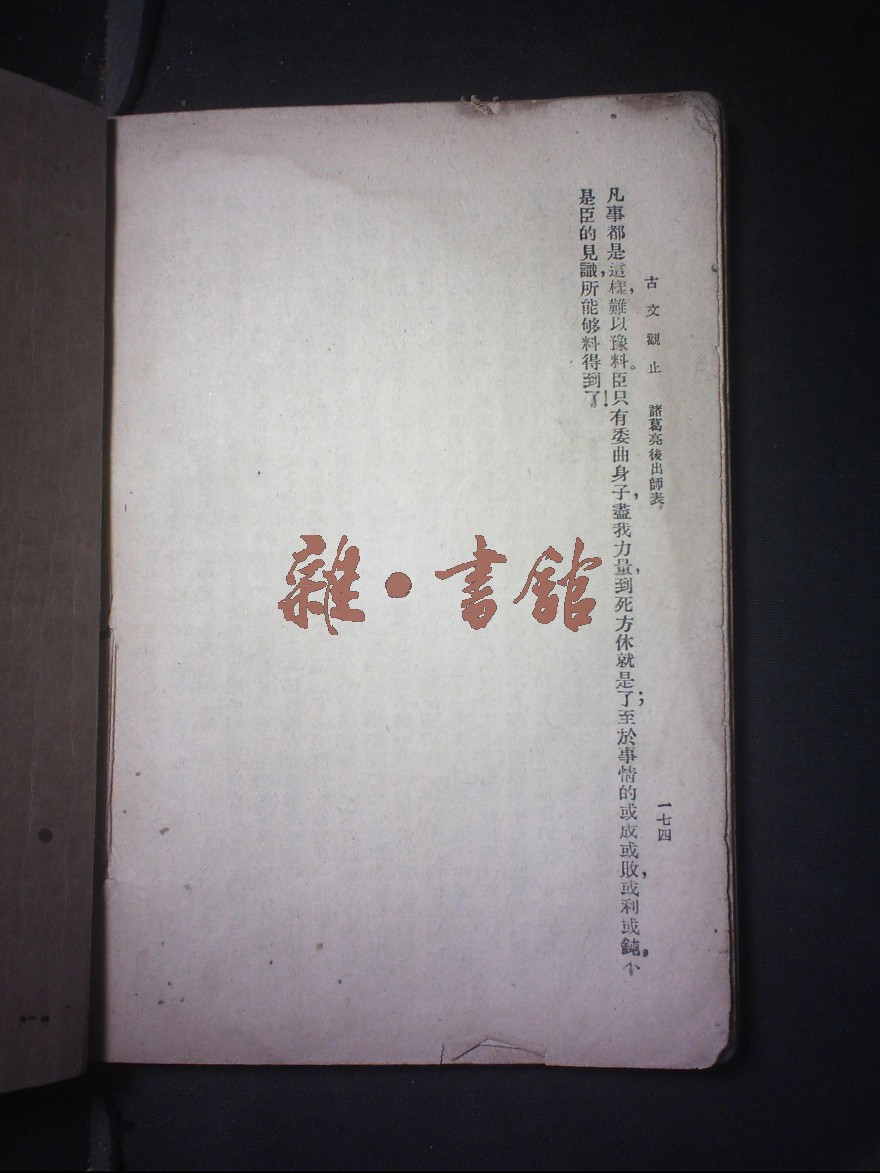 古文觀止 諸葛亮後出師表 一七四
凡事都是這樣，難以豫料。臣只有委曲身子，盡我力量，到死方休就是了；至於事情的或成或敗，或利或鈍，不
是臣的見識，所能够料得到了！
雜·書館